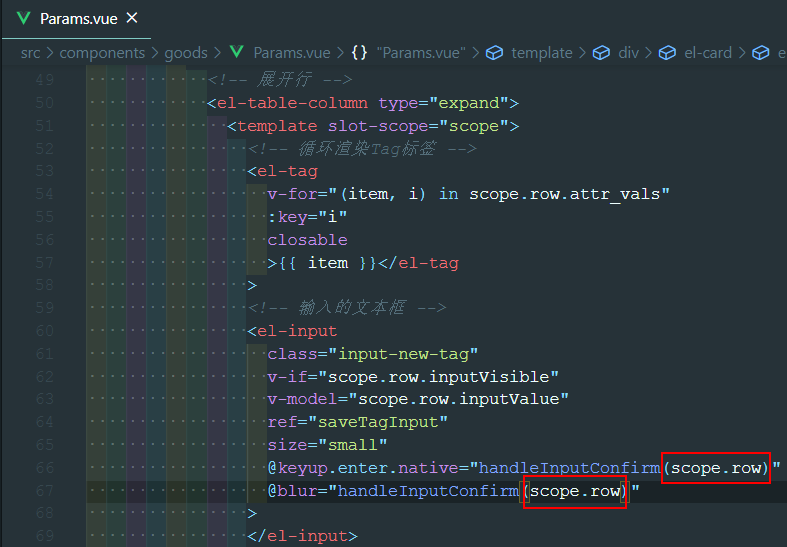 Params.vue ×
src > components > goods > Params.vue > {} "Params.vue" > template > div > el-card > e
49 <!-- 展开行 -->
50 <el-table-column type="expand">
51 <template slot-scope="scope">
52 <!-- 循环渲染Tag标签 -->
53 <el-tag
54 v-for="(item, i) in scope.row.attr_vals"
55 :key="i"
56 closable
57 >{{ item }}</el-tag
58 >
59 <!-- 输入的文本框 -->
60 <el-input
61 class="input-new-tag"
62 v-if="scope.row.inputVisible"
63 v-model="scope.row.inputValue"
64 ref="saveTagInput"
65 size="small"
66 @keyup.enter.native="handleInputConfirm(scope.row)"
67 @blur="handleInputConfirm(scope.row)"
68 >
69 </el-input>